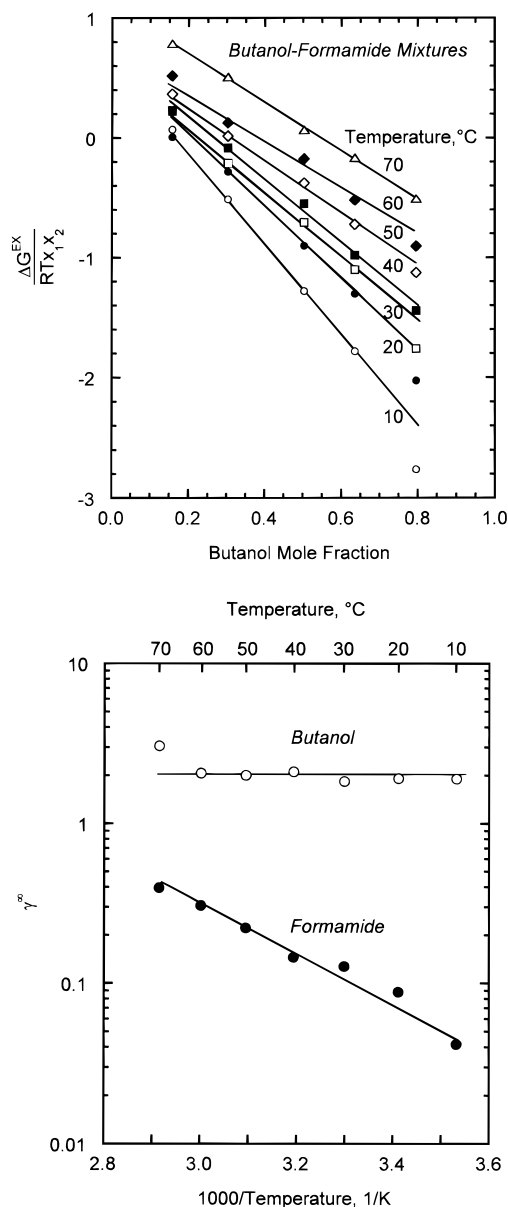 1
Butanol-Formamide Mixtures
Temperature,°C
0
70
60
50
ΔG^EX
RTx₁x₂
-1
40
30
20
-2
10
-3
0.0 0.2 0.4 0.6 0.8 1.0
Butanol Mole Fraction
Temperature, °C
70 60 50 40 30 20 10
10
Butanol
1
γ^∞
Formamide
0.1
0.01
2.8 3.0 3.2 3.4 3.6
1000/Temperature, 1/K